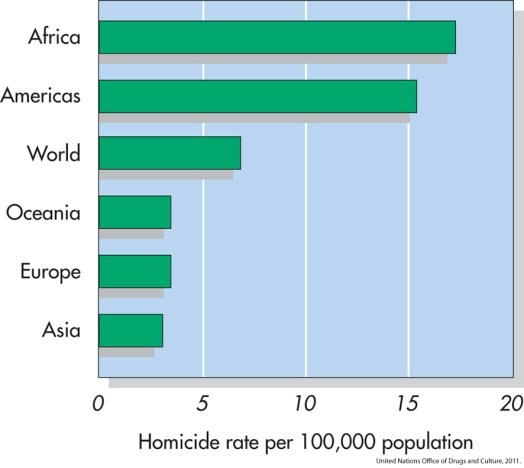 Africa
Americas
World
Oceania
Europe
Asia
0 5 10 15 20
Homicide rate per 100,000 population
United Nations Office of Drugs and Culture, 2011.